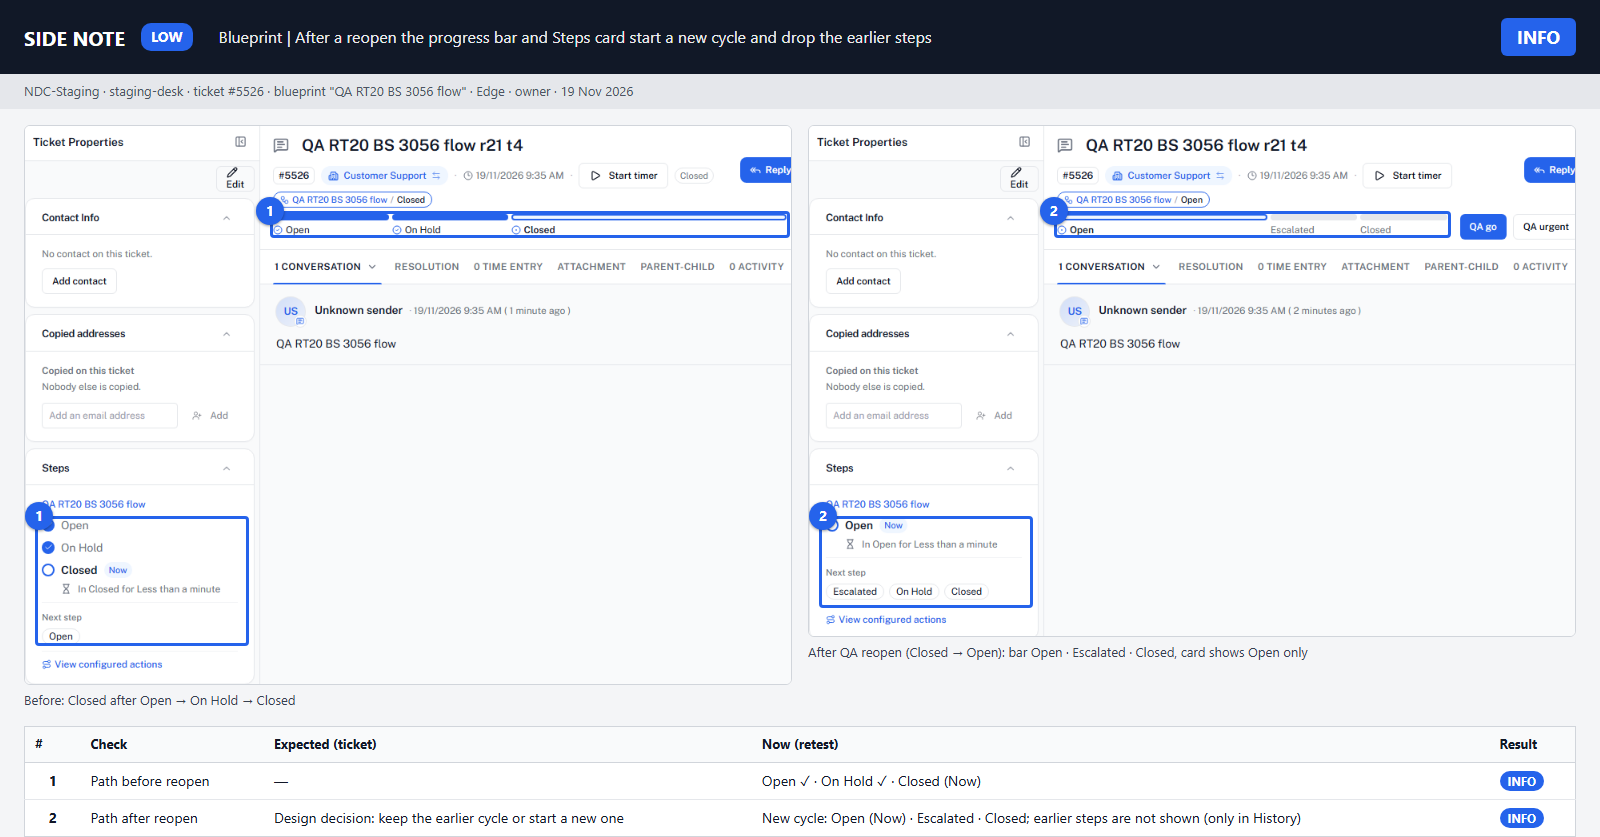 SIDE NOTE LOW Blueprint | After a reopen the progress bar and Steps card start a new cycle and drop the earlier steps INFO
NDC-Staging · staging-desk · ticket #5526 · blueprint "QA RT20 BS 3056 flow" · Edge · owner · 19 Nov 2026
Ticket Properties
Edit
Contact Info
No contact on this ticket.
Add contact
Copied addresses
Copied on this ticket
Nobody else is copied.
Add an email address Add
Steps
QA RT20 BS 3056 flow
1
Open
On Hold
Closed Now
In Closed for Less than a minute
Next step
Open
View configured actions
QA RT20 BS 3056 flow r21 t4
#5526 Customer Support · 19/11/2026 9:35 AM · Start timer Closed Reply
QA RT20 BS 3056 flow / Closed
1
Open On Hold Closed
1 CONVERSATION RESOLUTION 0 TIME ENTRY ATTACHMENT PARENT-CHILD 0 ACTIVITY
US Unknown sender · 19/11/2026 9:35 AM ( 1 minute ago )
QA RT20 BS 3056 flow
Before: Closed after Open → On Hold → Closed
Ticket Properties
Edit
Contact Info
No contact on this ticket.
Add contact
Copied addresses
Copied on this ticket
Nobody else is copied.
Add an email address Add
Steps
QA RT20 BS 3056 flow
2
Open Now
In Open for Less than a minute
Next step
Escalated On Hold Closed
View configured actions
QA RT20 BS 3056 flow r21 t4
#5526 Customer Support · 19/11/2026 9:35 AM · Start timer Reply
QA RT20 BS 3056 flow / Open
2
Open Escalated Closed QA go QA urgent
1 CONVERSATION RESOLUTION 0 TIME ENTRY ATTACHMENT PARENT-CHILD 0 ACTIVITY
US Unknown sender · 19/11/2026 9:35 AM ( 2 minutes ago )
QA RT20 BS 3056 flow
After QA reopen (Closed → Open): bar Open · Escalated · Closed, card shows Open only
# Check Expected (ticket) Now (retest) Result
1 Path before reopen — Open ✓ · On Hold ✓ · Closed (Now) INFO
2 Path after reopen Design decision: keep the earlier cycle or start a new one New cycle: Open (Now) · Escalated · Closed; earlier steps are not shown (only in History) INFO